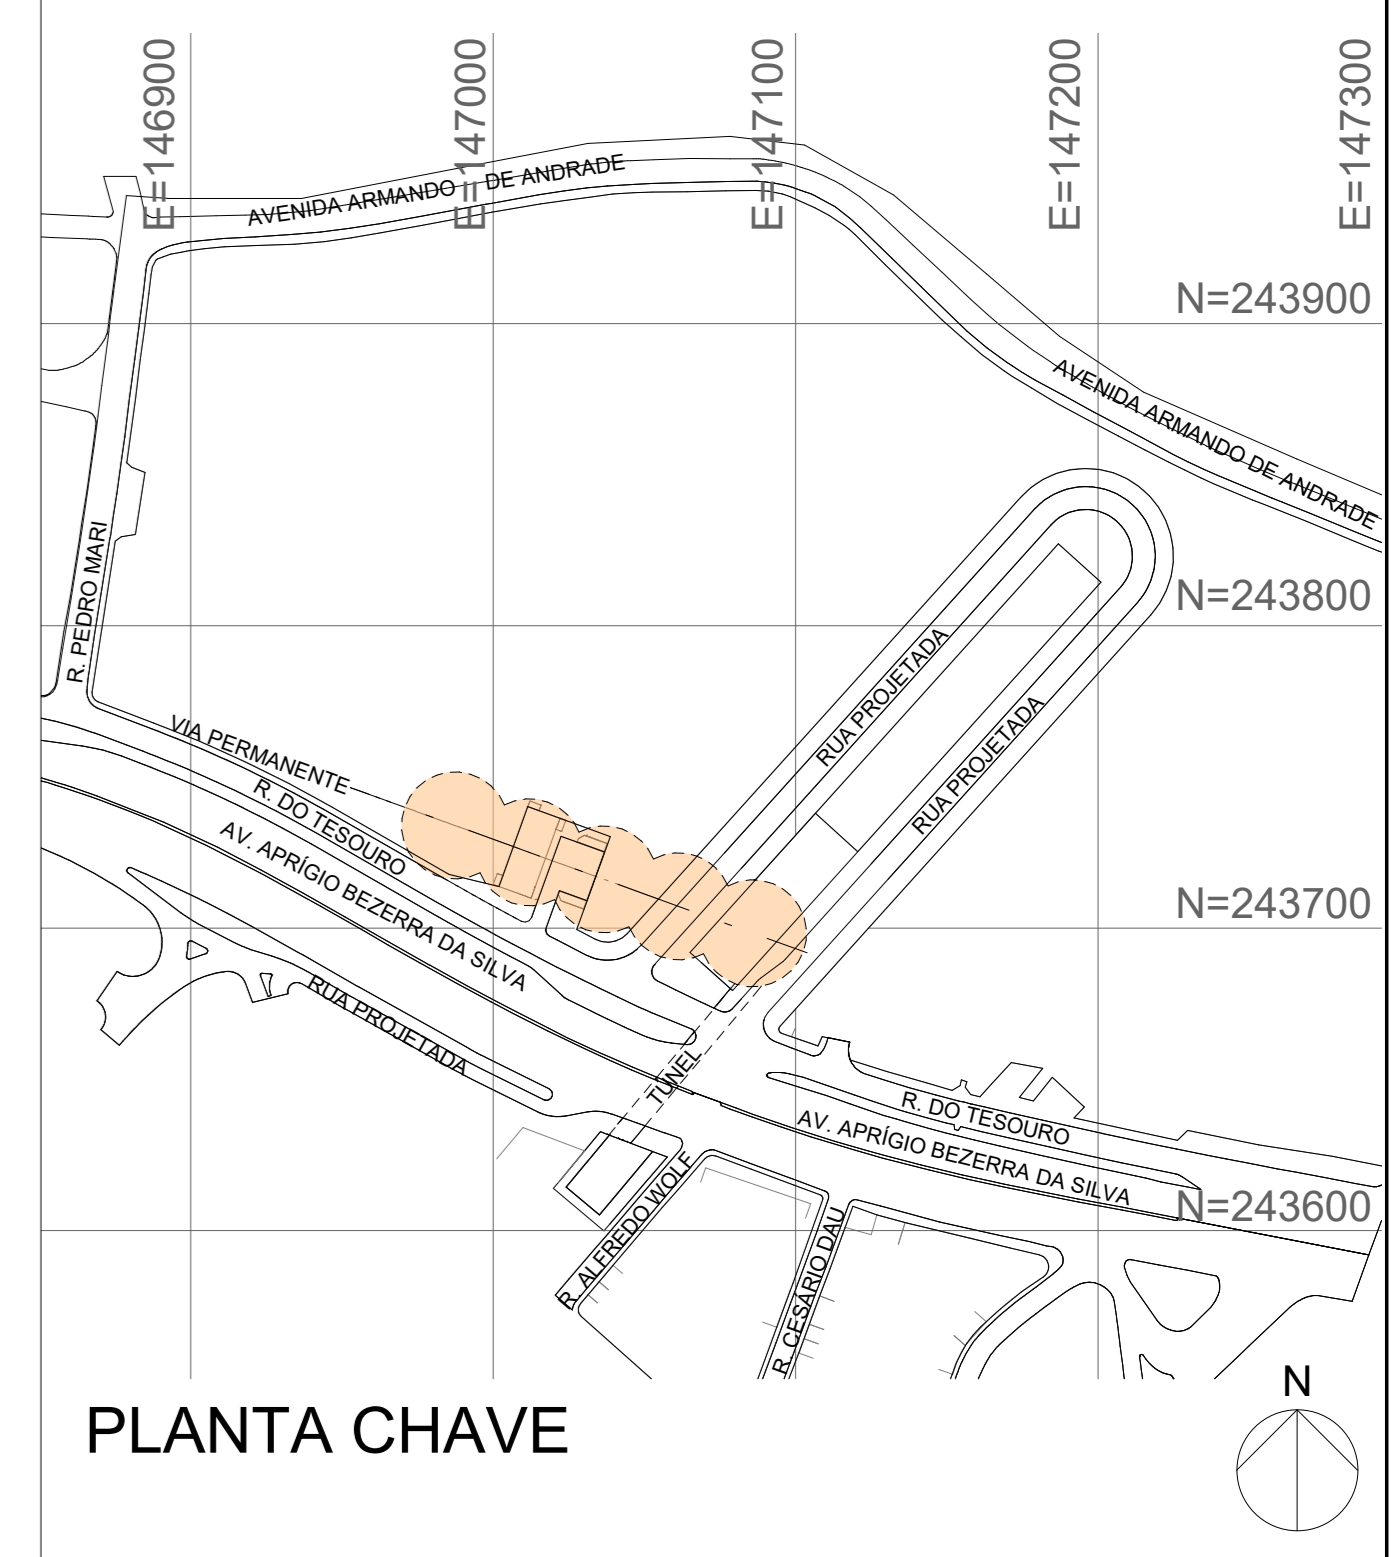 E=146900
E=147000
E=147100
E=147200
E=147300
AVENIDA ARMANDO DE ANDRADE
N=243900
AVENIDA ARMANDO DE ANDRADE
R. PEDRO MARI
N=243800
RUA PROJETADA
RUA PROJETADA
VIA PERMANENTE
R. DO TESOURO
AV. APRÍGIO BEZERRA DA SILVA
N=243700
RUA PROJETADA
TÚNEL
R. DO TESOURO
AV. APRÍGIO BEZERRA DA SILVA
N=243600
R. ALFREDO WOLF
R. CESÁRIO DAU
PLANTA CHAVE
N